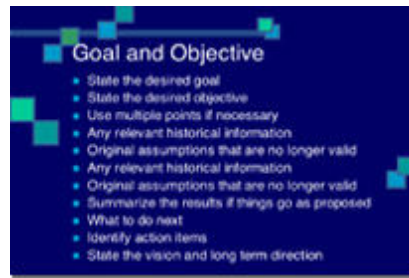 Goal and Objective
State the desired goal
State the desired objective
Use multiple points if necessary
Any relevant historical information
Original assumptions that are no longer valid
Any relevant historical information
Original assumptions that are no longer valid
Summarize the results if things go as proposed
What to do next
Identify action items
State the vision and long term direction